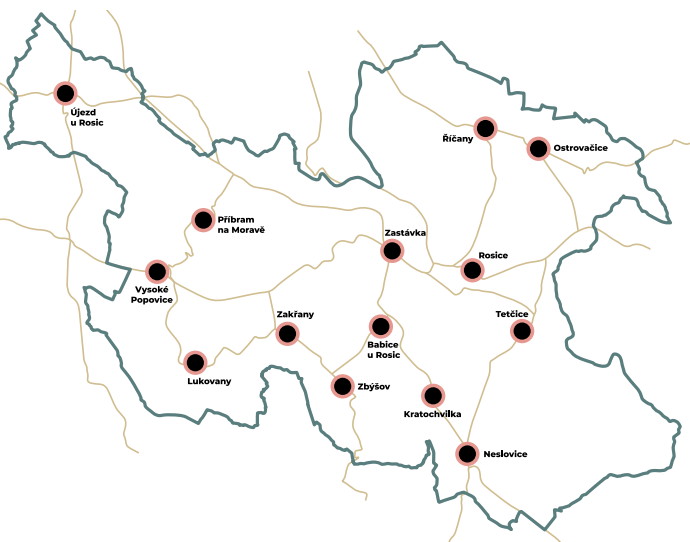 Újezd
u Rosic
Říčany
Ostrovačice
Příbram
na Moravě
Zastávka
Rosice
Vysoké
Popovice
Zakřany
Tetčice
Babice
u Rosic
Lukovany
Zbýšov
Kratochvilka
Neslovice